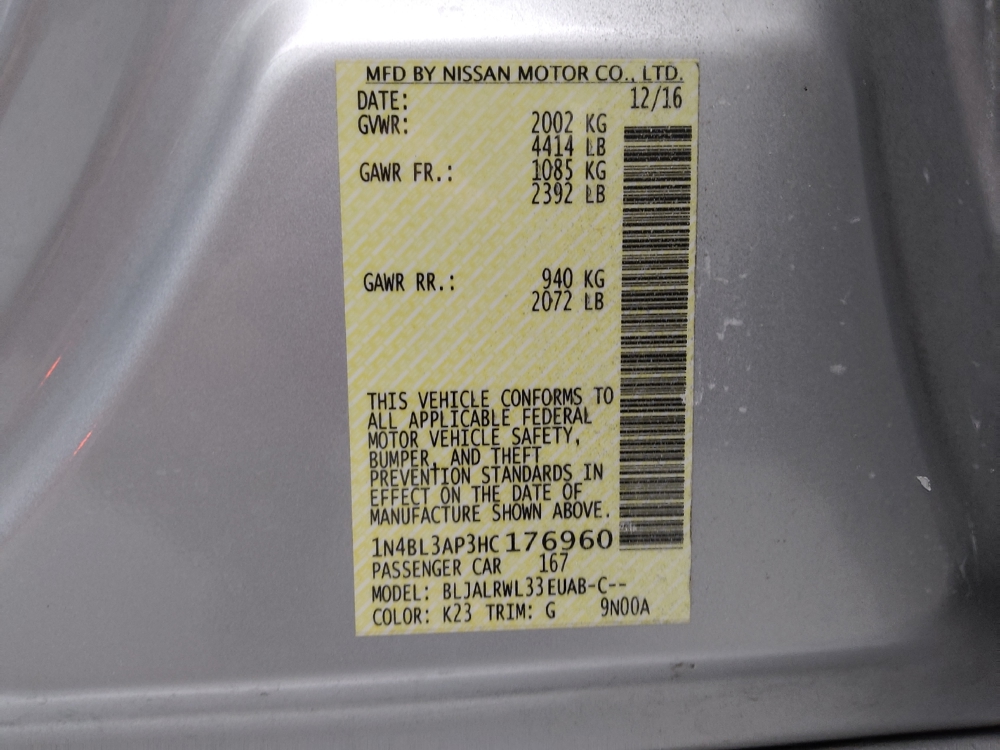 MFD BY NISSAN MOTOR CO., LTD.
DATE: 12/16
GVWR: 2002 KG
4414 LB
GAWR FR.: 1085 KG
2392 LB
GAWR RR.: 940 KG
2072 LB
THIS VEHICLE CONFORMS TO
ALL APPLICABLE FEDERAL
MOTOR VEHICLE SAFETY,
BUMPER, AND THEFT
PREVENTION STANDARDS IN
EFFECT ON THE DATE OF
MANUFACTURE SHOWN ABOVE.
1N4BL3AP3HC176960
PASSENGER CAR 167
MODEL: BLJALRWL33EUAB-C--
COLOR: K23 TRIM: G 9N00A